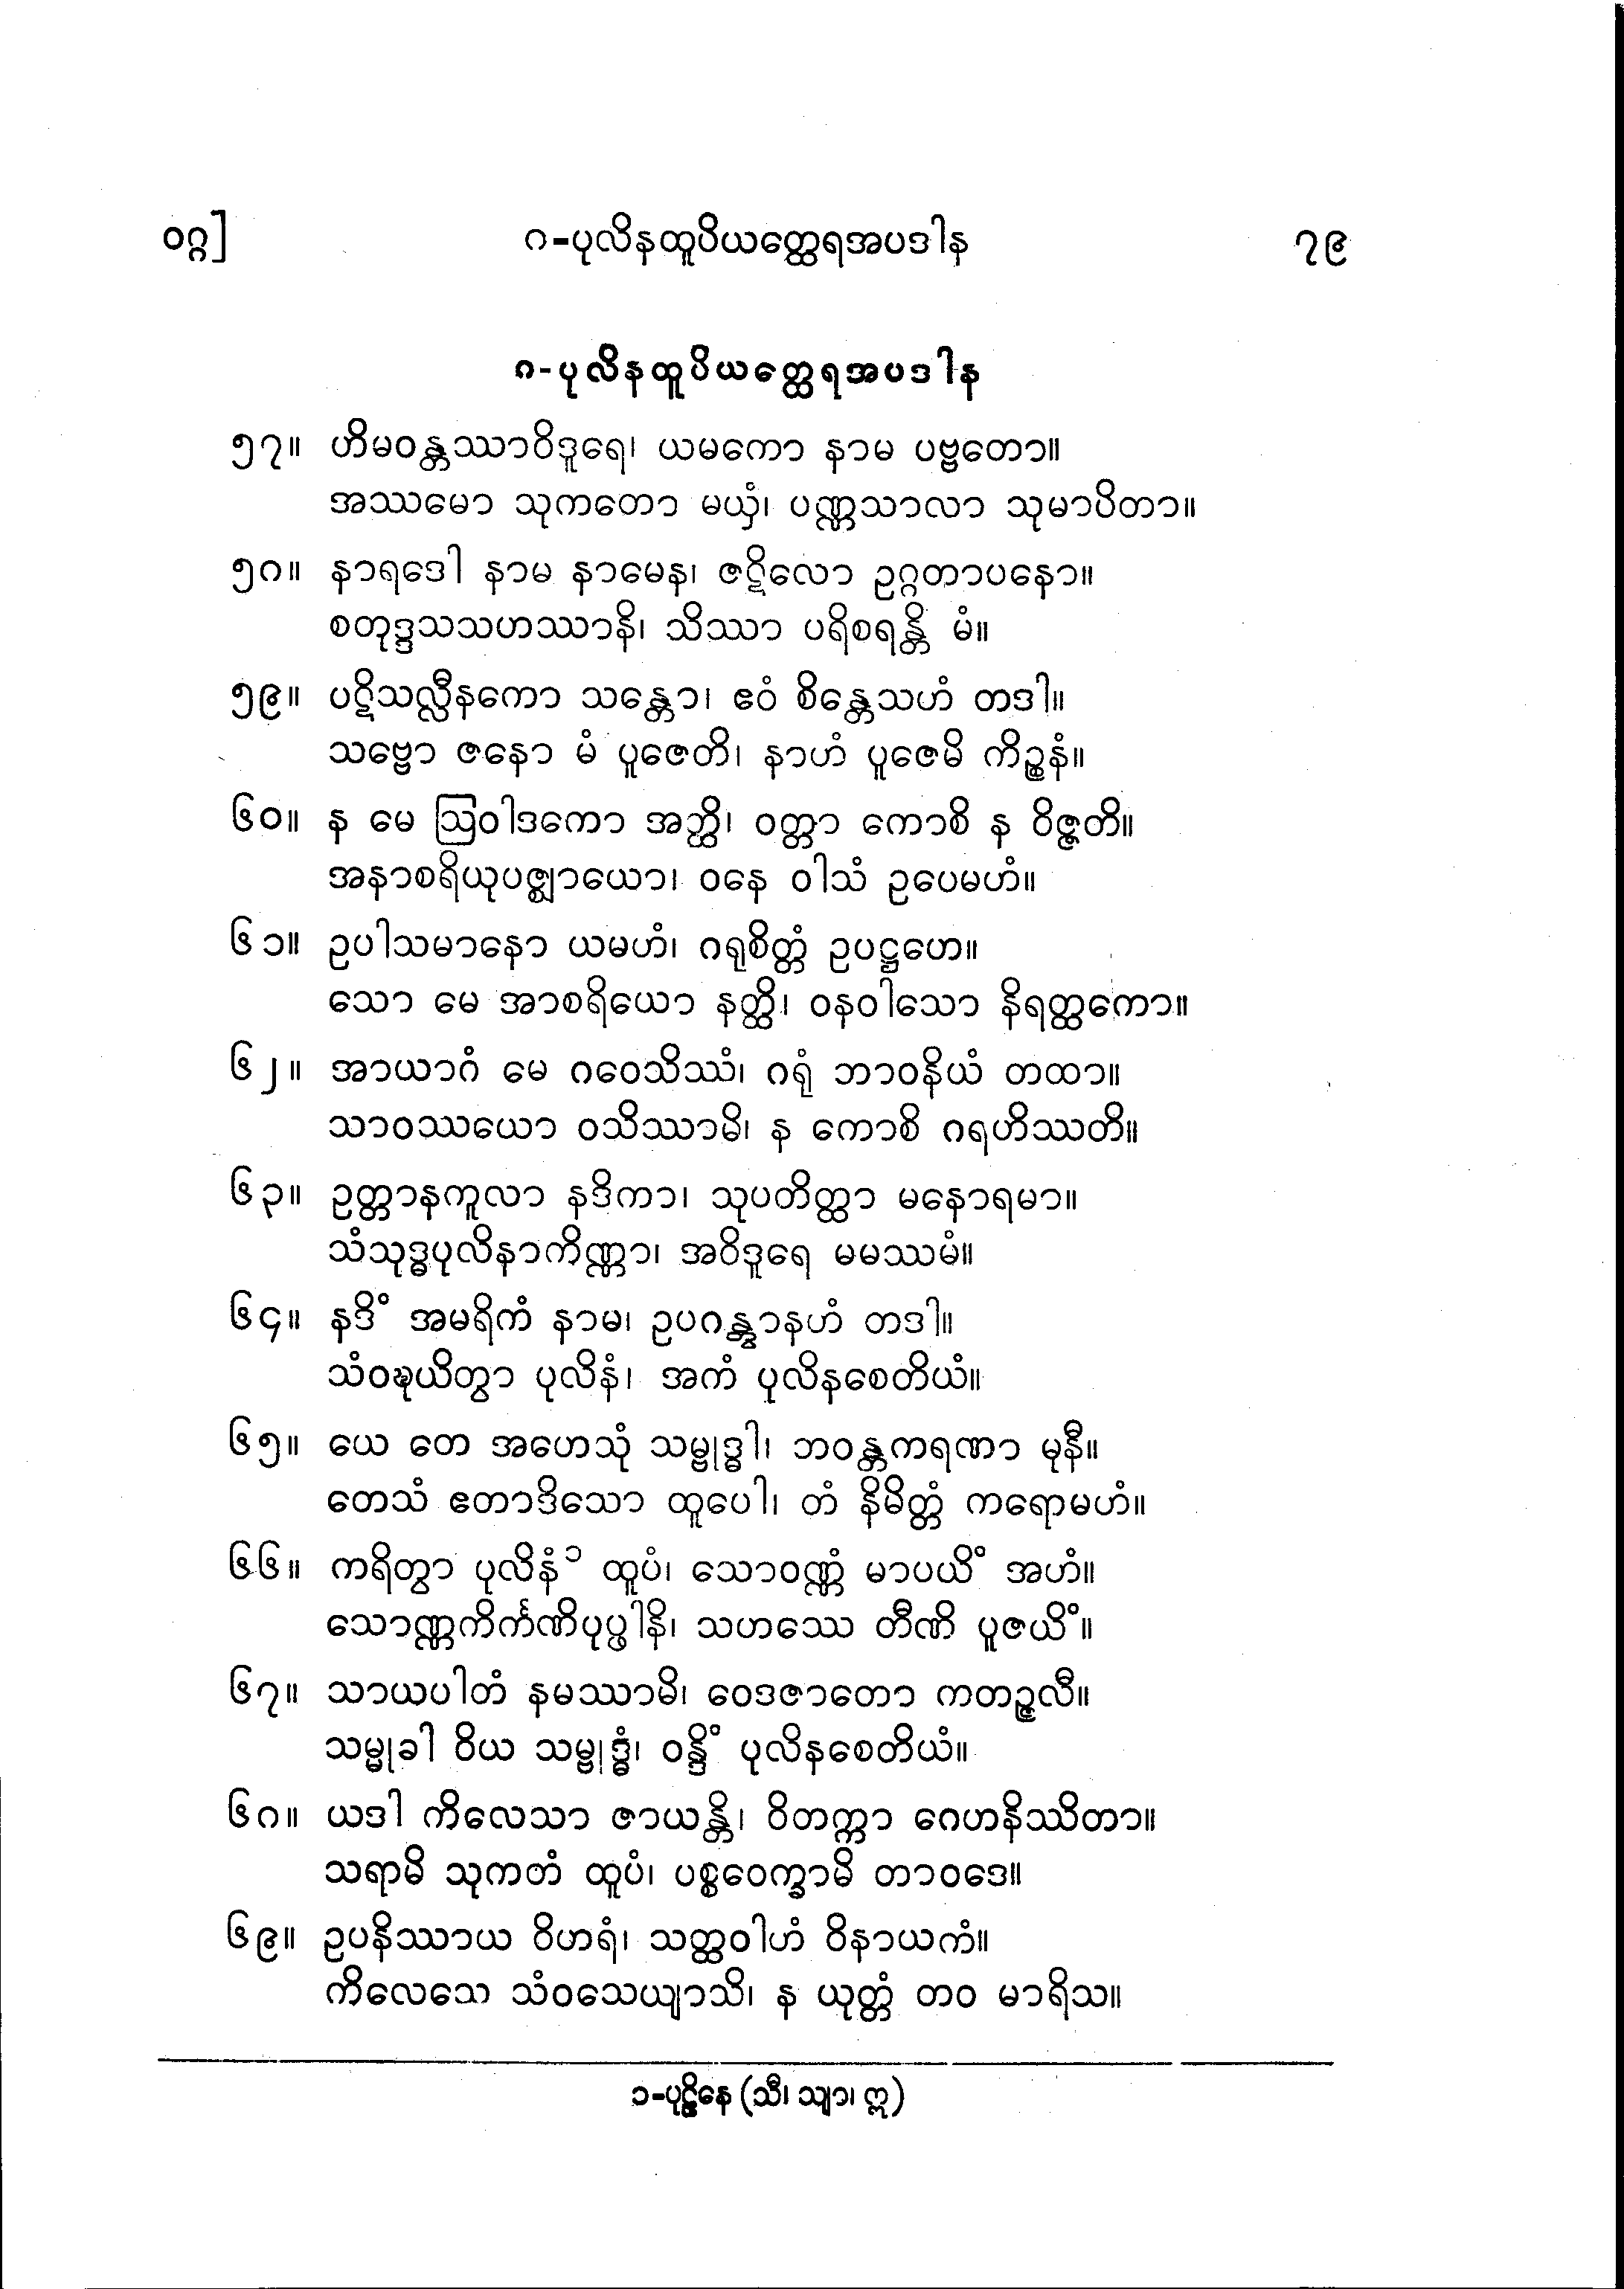 ဝဂ္ဂ] ၈-ပုလိနထူပိယတ္ထေရအပဒါန ၇၉
၈-ပုလိနထူပိယတ္ထေရအပဒါန
၅၇။ ဟိမဝန္တဿာဝိဒူရေ၊ ယမကော နာမ ပဗ္ဗတော။
အဿမော သုကတော မယှံ၊ ပဏ္ဏသာလာ သုမာပိတာ။
၅၈။ နာရဒေါ နာမ နာမေန၊ ဇဋိလော ဥဂ္ဂတာပနော။
စတုဒ္ဒသသဟဿာနိ၊ သိဿာ ပရိစရန္တိ မံ။
၅၉။ ပဋိသလ္လီနကော သန္တော၊ ဧဝံ စိန္တေသဟံ တဒါ။
သဗ္ဗော ဇနော မံ ပူဇေတိ၊ နာဟံ ပူဇေမိ ကိဉ္စနံ။
၆၀။ န မေ ဩဝါဒကော အတ္ထိ၊ ဝတ္တာ ကောစိ န ဝိဇ္ဇတိ။
အနာစရိယုပဇ္ဈာယော၊ ဝနေ ဝါသံ ဥပေမဟံ။
၆၁။ ဥပါသမာနော ယမဟံ၊ ဂရုစိတ္တံ ဥပဋ္ဌဟေ။
သော မေ အာစရိယော နတ္ထိ၊ ဝနဝါသော နိရတ္ထကော။
၆၂။ အာယာဂံ မေ ဂဝေသိဿံ၊ ဂရုံ ဘာဝနိယံ တထာ။
သာဝဿယော ဝသိဿာမိ၊ န ကောစိ ဂရဟိဿတိ။
၆၃။ ဥတ္တာနကူလာ နဒိကာ၊ သုပတိတ္ထာ မနောရမာ။
သံသုဒ္ဓပုလိနာကိဏ္ဏာ၊ အဝိဒူရေ မမဿမံ။
၆၄။ နဒိံ အမရိကံ နာမ၊ ဥပဂန္တွာနဟံ တဒါ။
သံဝဍ္ဎယိတွာ ပုလိနံ၊ အကံ ပုလိနစေတိယံ။
၆၅။ ယေ တေ အဟေသုံ သမ္ဗုဒ္ဓါ၊ ဘဝန္တကရဏာ မုနီ။
တေသံ ဧတာဒိသော ထူပေါ၊ တံ နိမိတ္တံ ကရောမဟံ။
၆၆။ ကရိတွာ ပုလိနံ ၁ ထူပံ၊ သောဝဏ္ဏံ မာပယိံ အဟံ။
သောဏ္ဏကိင်္ကဏိပုပ္ဖါနိ၊ သဟဿေ တီဏိ ပူဇယိံ။
၆၇။ သာယပါတံ နမဿာမိ၊ ဝေဒဇာတော ကတဉ္ဇလီ။
သမ္မုခါ ဝိယ သမ္ဗုဒ္ဓံ၊ ဝန္ဒိံ ပုလိနစေတိယံ။
၆၈။ ယဒါ ကိလေသာ ဇာယန္တိ၊ ဝိတက္ကာ ဂေဟနိဿိတာ။
သရာမိ သုကတံ ထူပံ၊ ပစ္စဝေက္ခာမိ တာဝဒေ။
၆၉။ ဥပနိဿာယ ဝိဟရံ၊ သတ္ထဝါဟံ ဝိနာယကံ။
ကိလေသေ သံဝသေယျာသိ၊ န ယုတ္တံ တဝ မာရိသ။
၁-ပုဠိနေ (သီ၊ သျာ၊ ဣ)